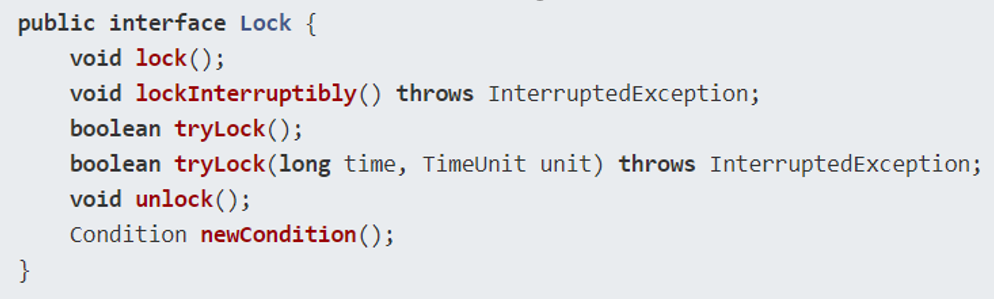 public interface Lock {
    void lock();
    void lockInterruptibly() throws InterruptedException;
    boolean tryLock();
    boolean tryLock(long time, TimeUnit unit) throws InterruptedException;
    void unlock();
    Condition newCondition();
}